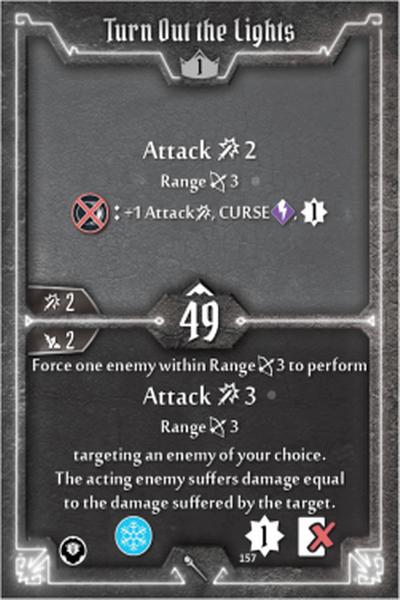 Turn Out the Lights
1
Attack 2
Range 3
: +1 Attack, CURSE, 1
2
49
2
Force one enemy within Range 3 to perform
Attack 3
Range 3
targeting an enemy of your choice.
The acting enemy suffers damage equal
to the damage suffered by the target.
1
157